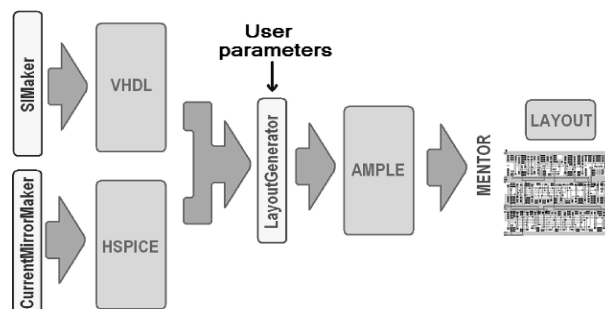 User
parameters
SIMaker
VHDL
CurrentMirrorMaker
HSPICE
LayoutGenerator
AMPLE
MENTOR
LAYOUT